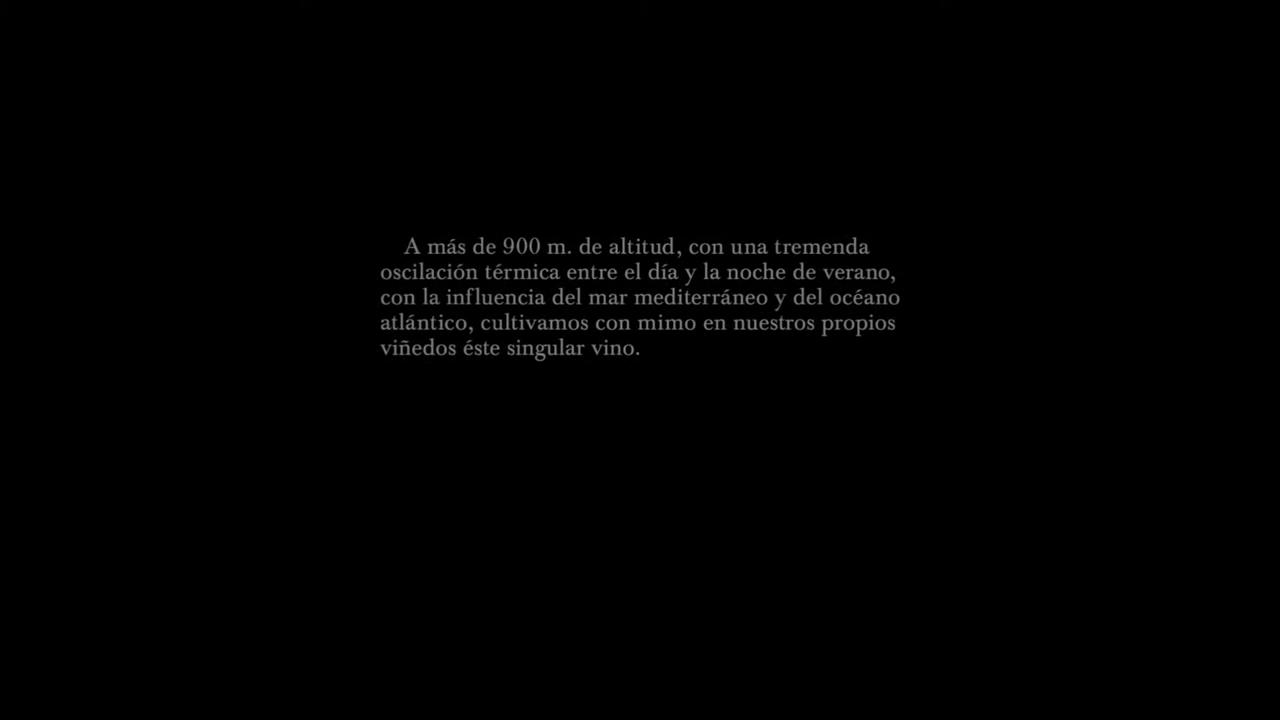 A más de 900 m. de altitud, con una tremenda
oscilación térmica entre el día y la noche de verano,
con la influencia del mar mediterráneo y del océano
atlántico, cultivamos con mimo en nuestros propios
viñedos éste singular vino.